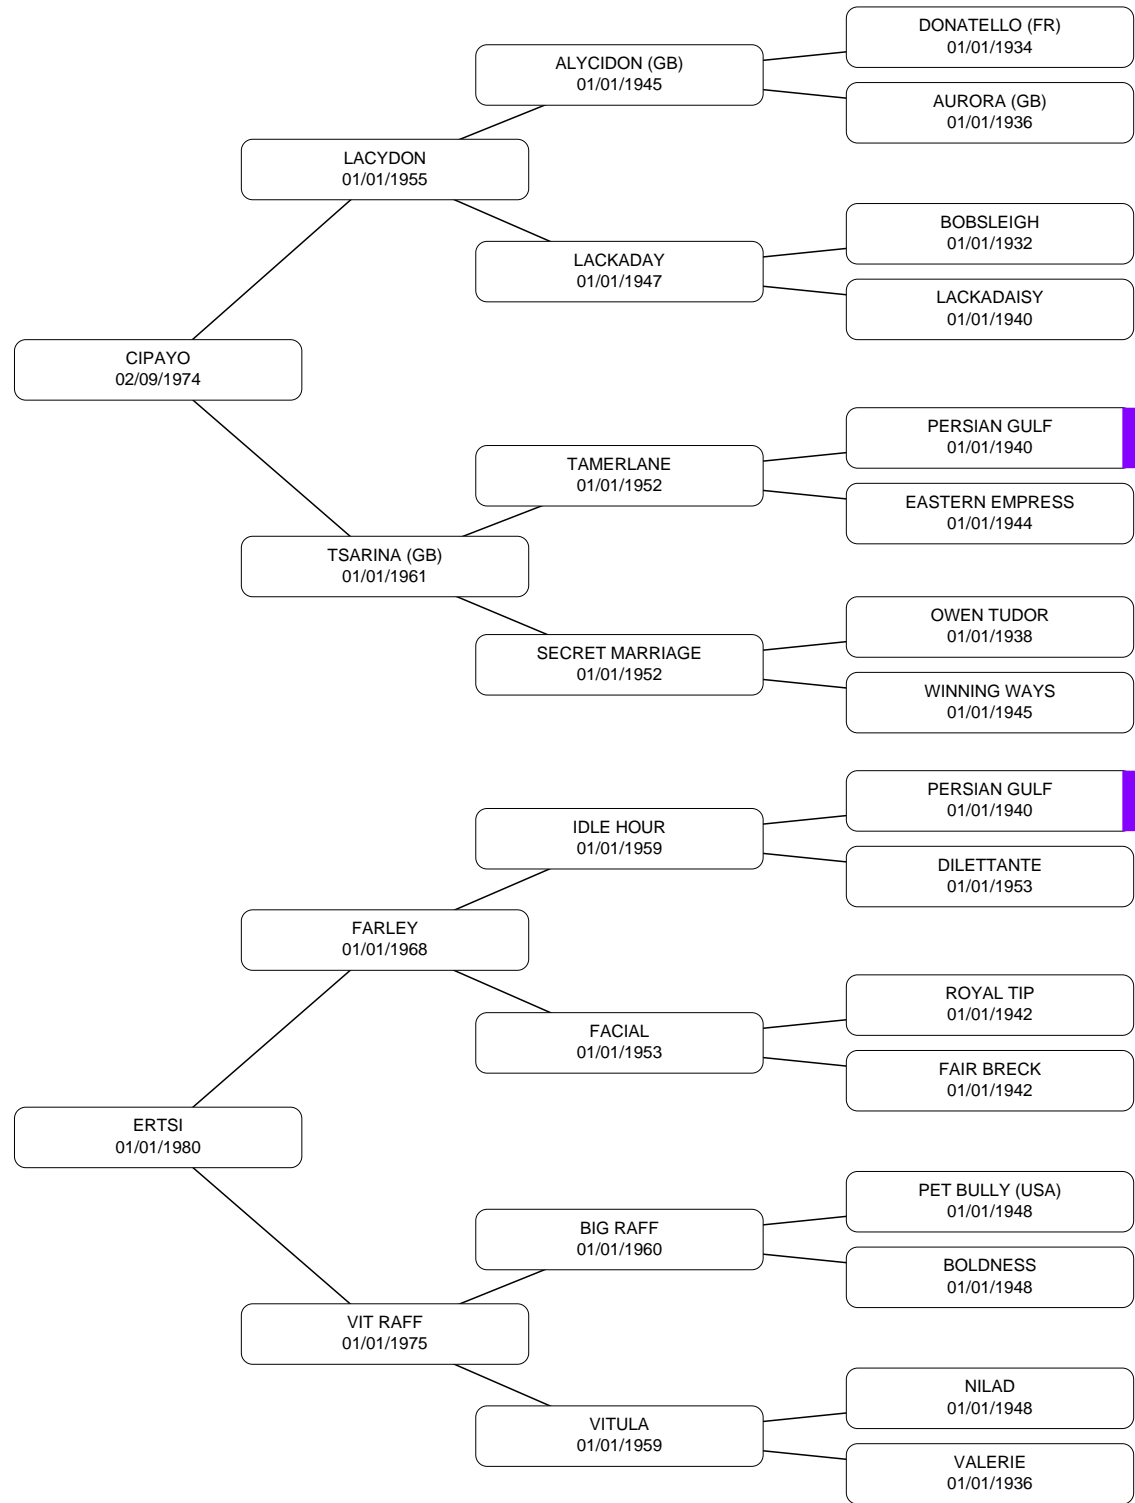 DONATELLO (FR)
01/01/1934
ALYCIDON (GB)
01/01/1945
AURORA (GB)
01/01/1936
LACYDON
01/01/1955
BOBSLEIGH
01/01/1932
LACKADAY
01/01/1947
LACKADAISY
01/01/1940
CIPAYO
02/09/1974
PERSIAN GULF
01/01/1940
TAMERLANE
01/01/1952
EASTERN EMPRESS
01/01/1944
TSARINA (GB)
01/01/1961
OWEN TUDOR
01/01/1938
SECRET MARRIAGE
01/01/1952
WINNING WAYS
01/01/1945
PERSIAN GULF
01/01/1940
IDLE HOUR
01/01/1959
DILETTANTE
01/01/1953
FARLEY
01/01/1968
ROYAL TIP
01/01/1942
FACIAL
01/01/1953
FAIR BRECK
01/01/1942
ERTSI
01/01/1980
PET BULLY (USA)
01/01/1948
BIG RAFF
01/01/1960
BOLDNESS
01/01/1948
VIT RAFF
01/01/1975
NILAD
01/01/1948
VITULA
01/01/1959
VALERIE
01/01/1936